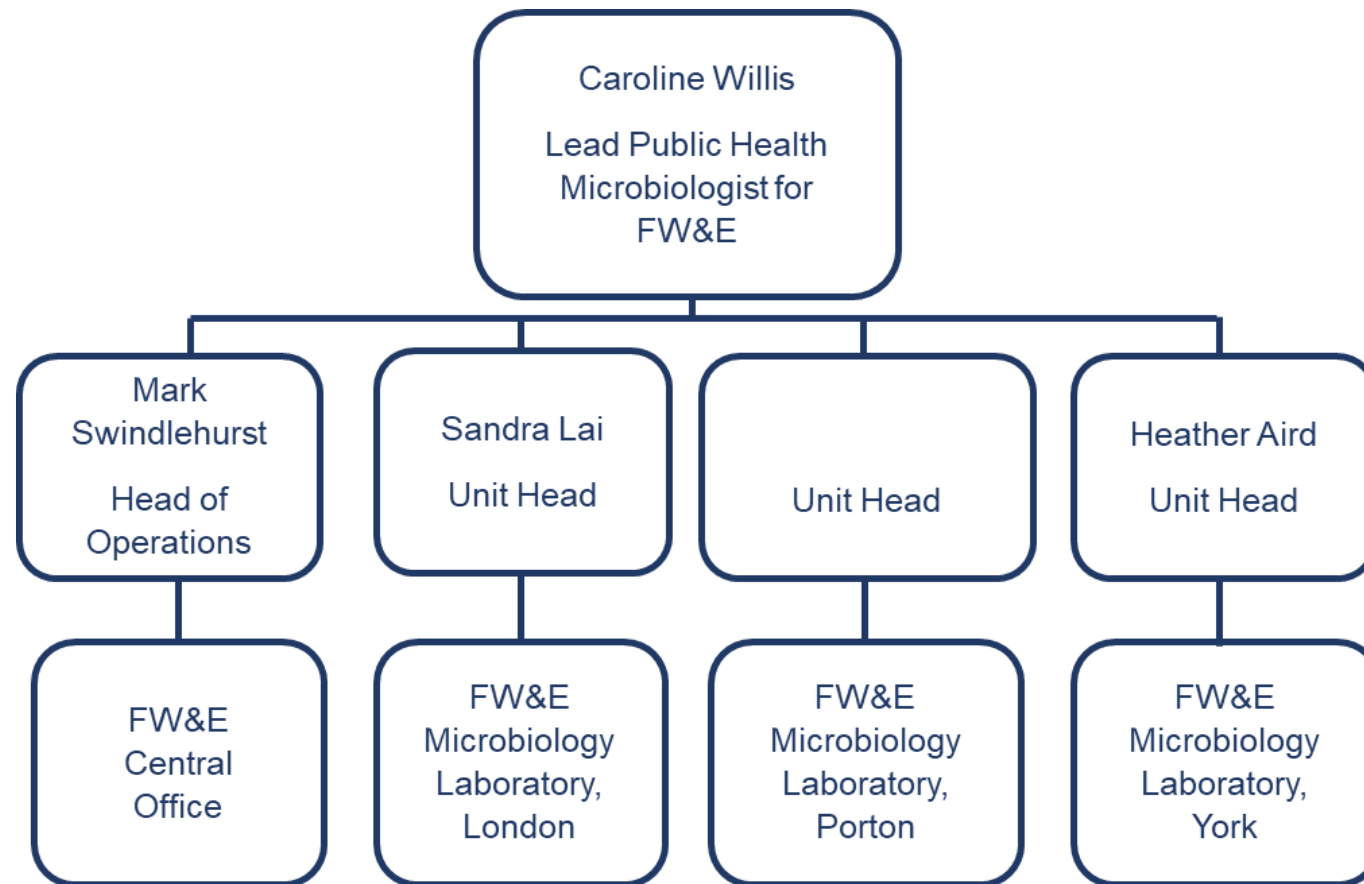 Caroline Willis
Lead Public Health
Microbiologist for
FW&E
Mark
Swindlehurst
Head of
Operations
Sandra Lai
Unit Head
Unit Head
Heather Aird
Unit Head
FW&E
Central
Office
FW&E
Microbiology
Laboratory,
London
FW&E
Microbiology
Laboratory,
Porton
FW&E
Microbiology
Laboratory,
York